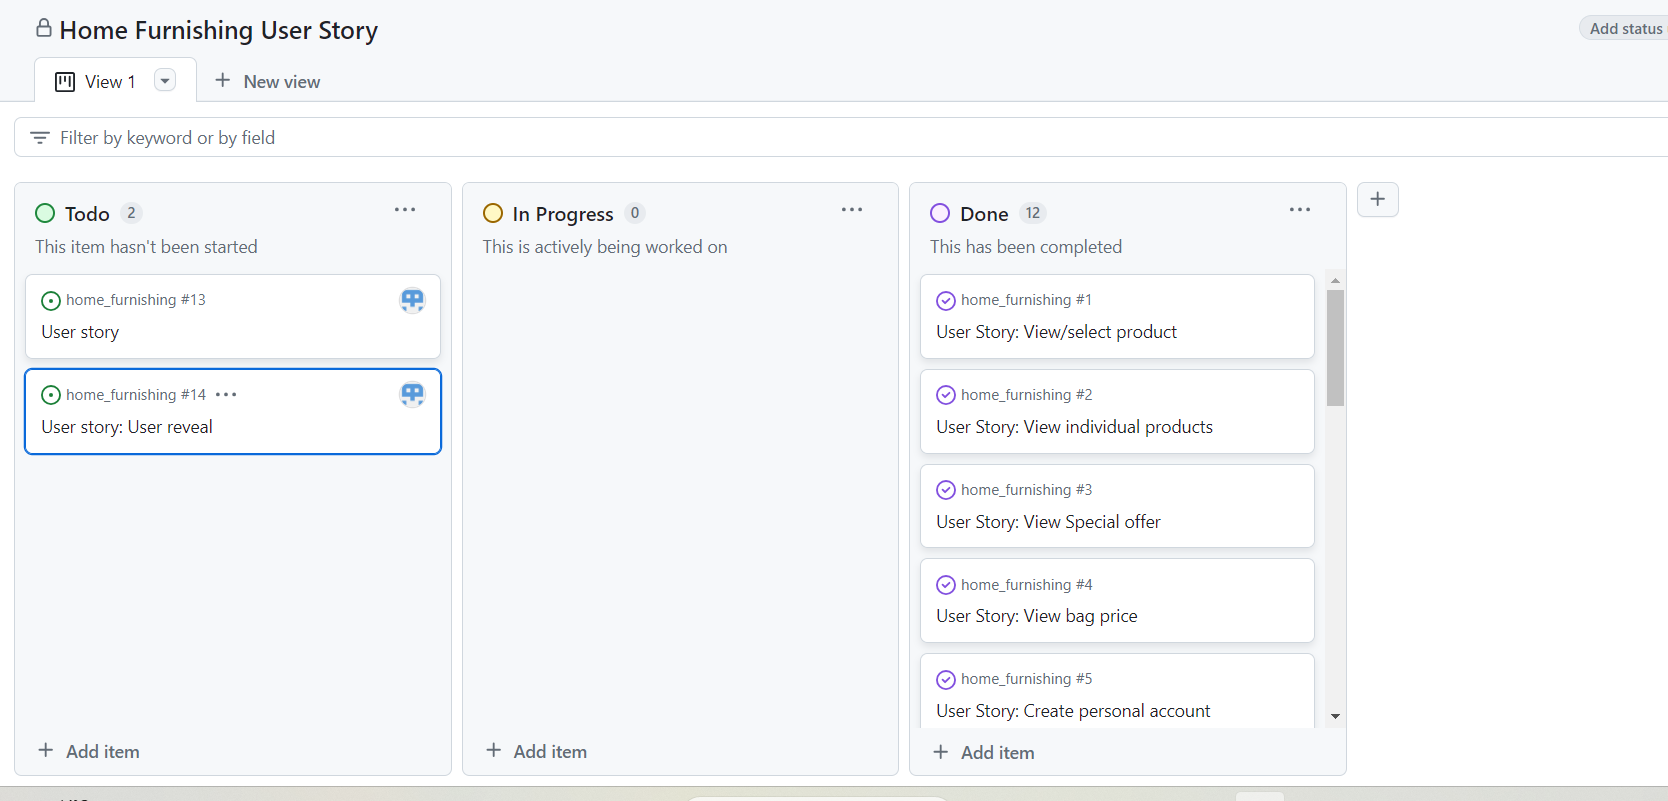 Home Furnishing User Story
Add status
View 1
New view
Filter by keyword or by field
Todo 2
This item hasn't been started
home_furnishing #13
User story
home_furnishing #14
User story: User reveal
Add item
In Progress 0
This is actively being worked on
Add item
Done 12
This has been completed
home_furnishing #1
User Story: View/select product
home_furnishing #2
User Story: View individual products
home_furnishing #3
User Story: View Special offer
home_furnishing #4
User Story: View bag price
home_furnishing #5
User Story: Create personal account
Add item